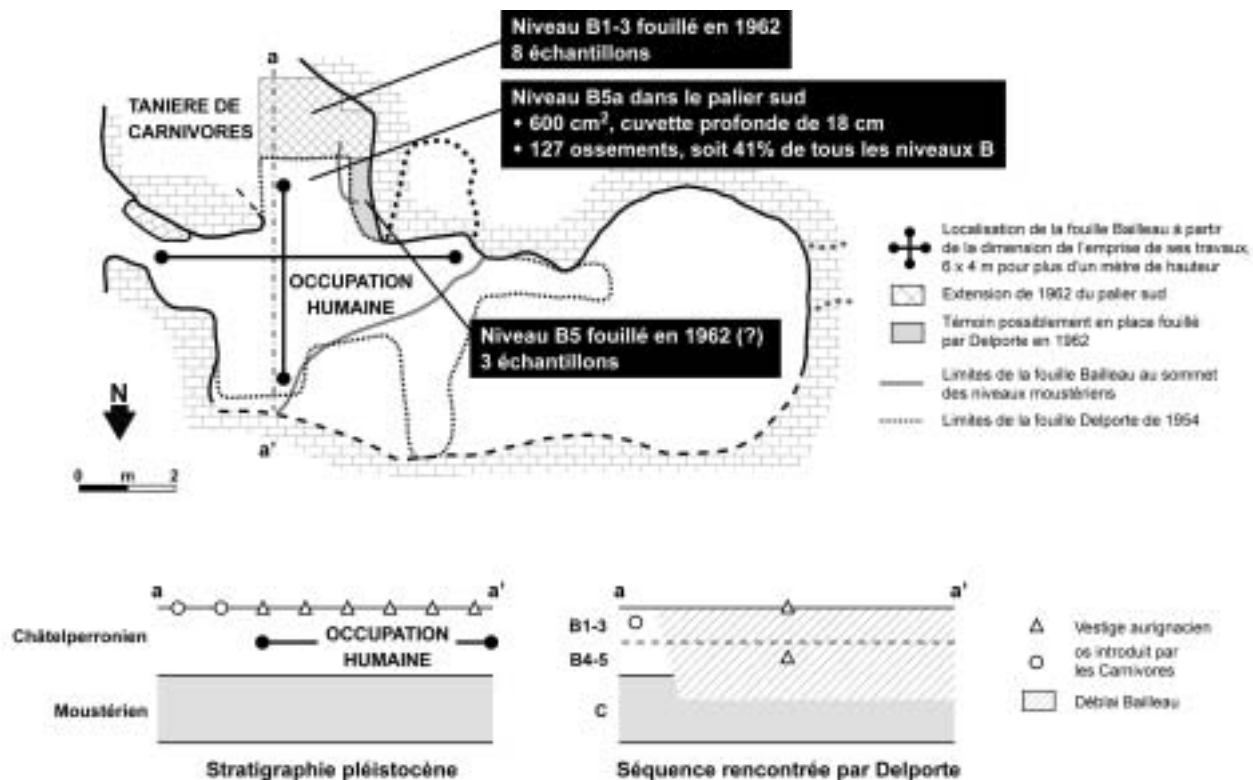 Niveau B1-3 fouillé en 1962
8 échantillons
a
TANIERE DE
CARNIVORES
Niveau B5a dans le palier sud
• 600 cm², cuvette profonde de 18 cm
• 127 ossements, soit 41% de tous les niveaux B
OCCUPATION
HUMAINE
Niveau B5 fouillé en 1962 (?)
3 échantillons
N
a'
0 m 2
Localisation de la fouille Bailleau à partir
de la dimension de l'emprise de ses travaux,
6 x 4 m pour plus d'un mètre de hauteur
Extension de 1962 du palier sud
Témoin possiblement en place fouillé
par Delporte en 1962
Limites de la fouille Bailleau au sommet
des niveaux moustériens
Limites de la fouille Delporte de 1954
a a'
Châtelperronien
OCCUPATION
HUMAINE
Moustérien
Stratigraphie pléistocène
a a'
B1-3
B4-5
C
Séquence rencontrée par Delporte
Vestige aurignacien
os introduit par
les Carnivores
Déblai Bailleau